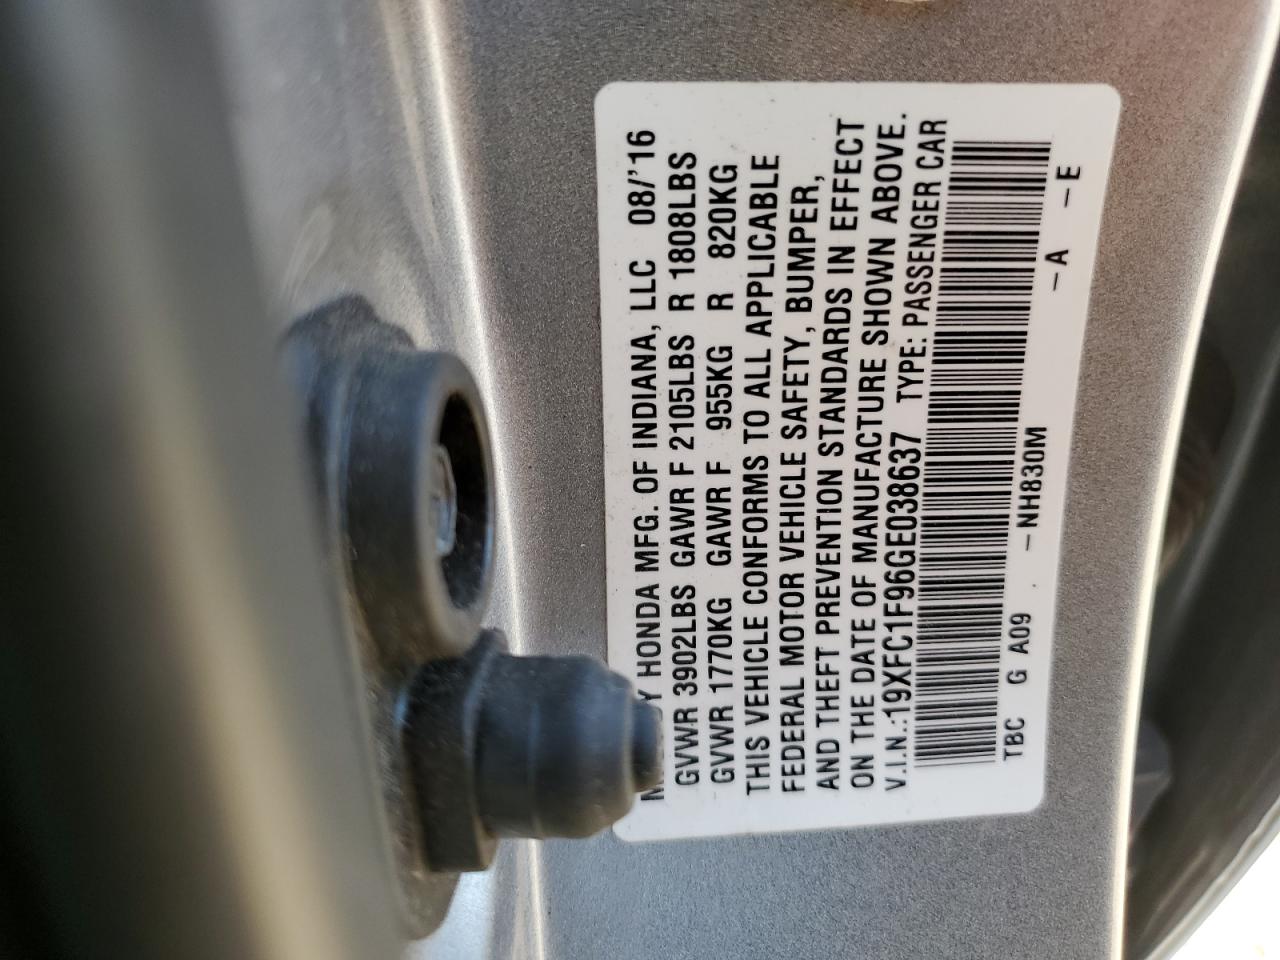 HONDA MFG. OF INDIANA, LLC 08/'16
GVWR 3902LBS GAWR F 2105LBS R 1808LBS
GVWR 1770KG GAWR F 955KG R 820KG
THIS VEHICLE CONFORMS TO ALL APPLICABLE
FEDERAL MOTOR VEHICLE SAFETY, BUMPER,
AND THEFT PREVENTION STANDARDS IN EFFECT
ON THE DATE OF MANUFACTURE SHOWN ABOVE.
V.I.N.:19XFC1F96GE038637 TYPE: PASSENGER CAR
TBC G A09 -NH830M -A -E